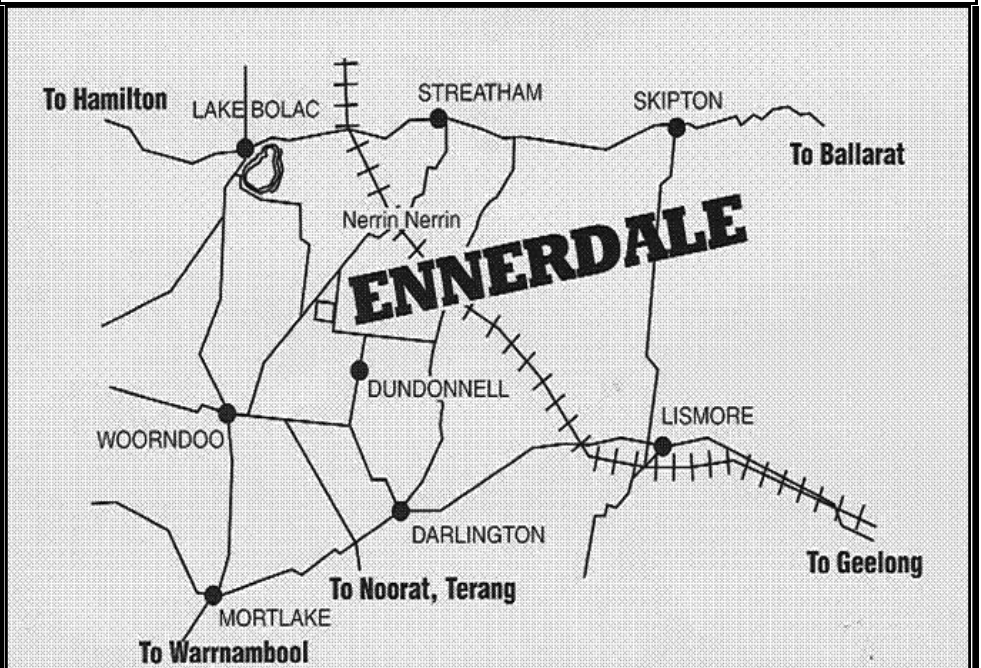 To Hamilton
LAKE BOLAC
STREATHAM
SKIPTON
To Ballarat
Nerrin Nerrin
ENNERDALE
DUNDONNELL
LISMORE
WOORNDOO
DARLINGTON
To Geelong
To Noorat, Terang
MORTLAKE
To Warrnambool